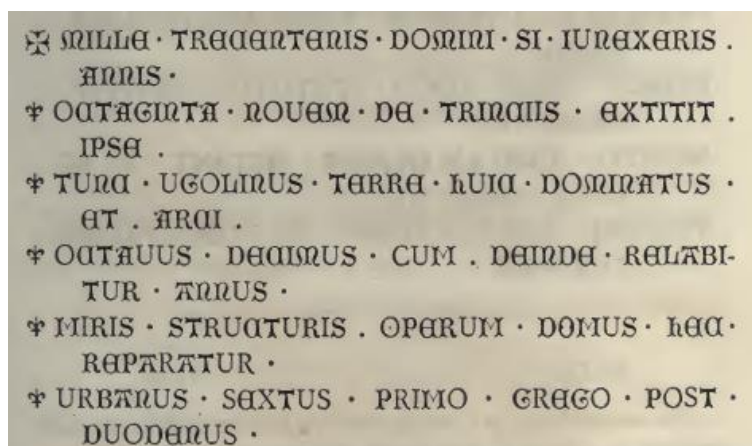 ✠ MILLE · TRECENTENIS · DOMINI · SI · IUNEXERIS .
ANNIS ·
⚜ OCTAGINTA · NOUEM · DE · TRINCIIS · EXTITIT .
IPSE .
⚜ TUNC · UGOLINUS · TERRE · hUIC · DOMINATUS ·
ET . ARCI .
⚜ OCTAUUS · DECIMUS · CUM . DEINDE · RELABI-
TUR · ANNUS ·
⚜ MIRIS · STRUCTURIS . OPERUM · DOMUS · hEC ·
REPARATUR ·
⚜ URBANUS · SEXTUS · PRIMO · GREGO · POST ·
DUODENUS ·